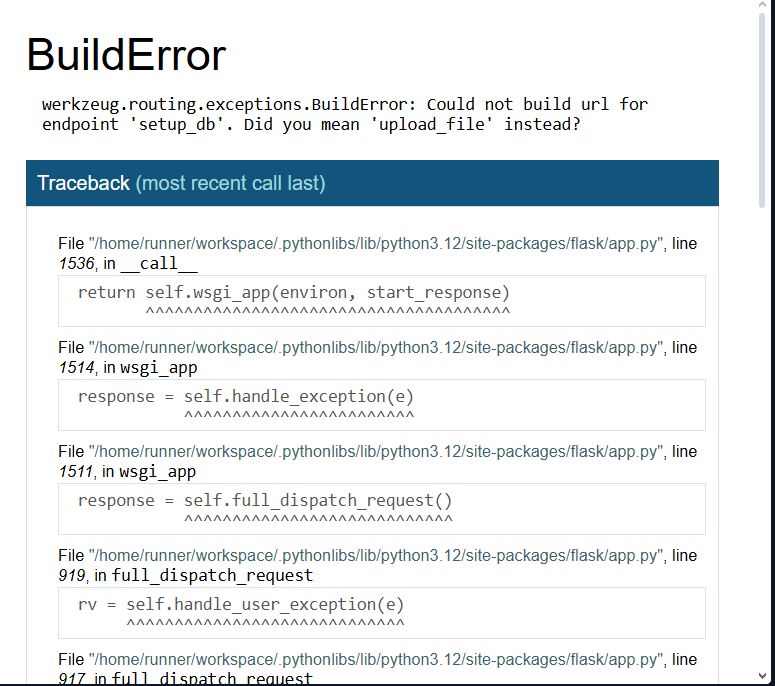 BuildError
werkzeug.routing.exceptions.BuildError: Could not build url for
endpoint 'setup_db'. Did you mean 'upload_file' instead?
Traceback (most recent call last)
File "/home/runner/workspace/.pythonlibs/lib/python3.12/site-packages/flask/app.py", line
1536, in __call__
return self.wsgi_app(environ, start_response)
^^^^^^^^^^^^^^^^^^^^^^^^^^^^^^^^^^^^^^
File "/home/runner/workspace/.pythonlibs/lib/python3.12/site-packages/flask/app.py", line
1514, in wsgi_app
response = self.handle_exception(e)
^^^^^^^^^^^^^^^^^^^^^^^^
File "/home/runner/workspace/.pythonlibs/lib/python3.12/site-packages/flask/app.py", line
1511, in wsgi_app
response = self.full_dispatch_request()
^^^^^^^^^^^^^^^^^^^^^^^^^^^^
File "/home/runner/workspace/.pythonlibs/lib/python3.12/site-packages/flask/app.py", line
919, in full_dispatch_request
rv = self.handle_user_exception(e)
^^^^^^^^^^^^^^^^^^^^^^^^^^^^^
File "/home/runner/workspace/.pythonlibs/lib/python3.12/site-packages/flask/app.py", line
917, in full_dispatch_request